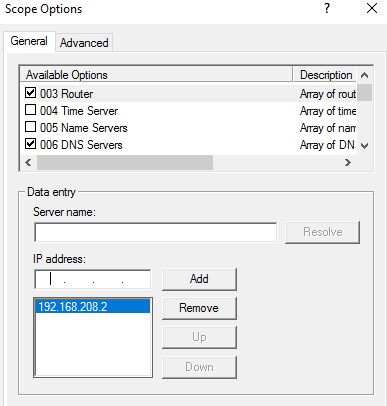 Scope Options
? ×
General Advanced
Available Options Description
003 Router Array of rout
004 Time Server Array of time
005 Name Servers Array of nam
006 DNS Servers Array of DN
Data entry
Server name:
Resolve
IP address:
. . . Add
192.168.208.2 Remove
Up
Down